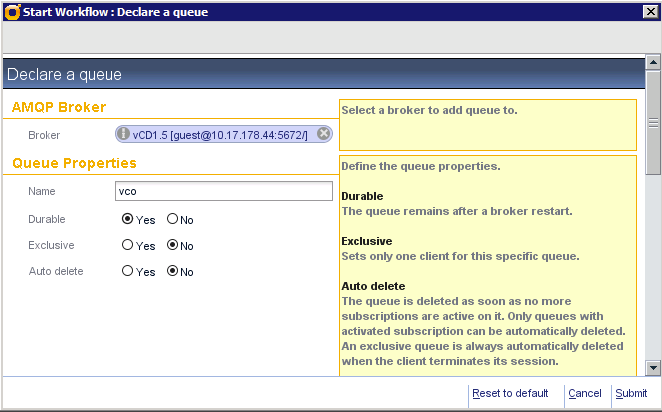 Start Workflow : Declare a queue
Declare a queue
AMQP Broker
Broker
vCD1.5 [guest@10.17.178.44:5672/]
Select a broker to add queue to.
Queue Properties
Name
vco
Durable
Yes
No
Exclusive
Yes
No
Auto delete
Yes
No
Define the queue properties.
Durable
The queue remains after a broker restart.
Exclusive
Sets only one client for this specific queue.
Auto delete
The queue is deleted as soon as no more
subscriptions are active on it. Only queues with
activated subscription can be automatically deleted.
An exclusive queue is always automatically deleted
when the client terminates its session.
Reset to default
Cancel
Submit